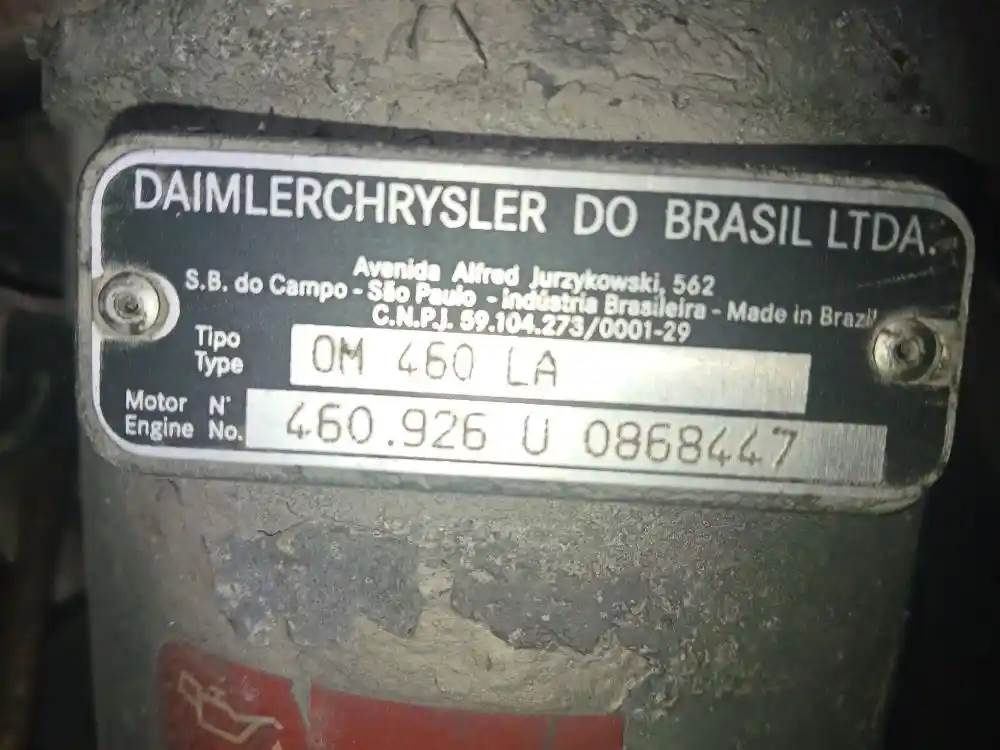 DAIMLERCHRYSLER DO BRASIL LTDA.
Avenida Alfred Jurzykowski, 562
S.B. do Campo - São Paulo - Indústria Brasileira - Made in Brazil
C.N.P.J. 59.104.273/0001-29
Tipo
Type OM 460 LA
Motor N°
Engine No. 460.926 U 0868447